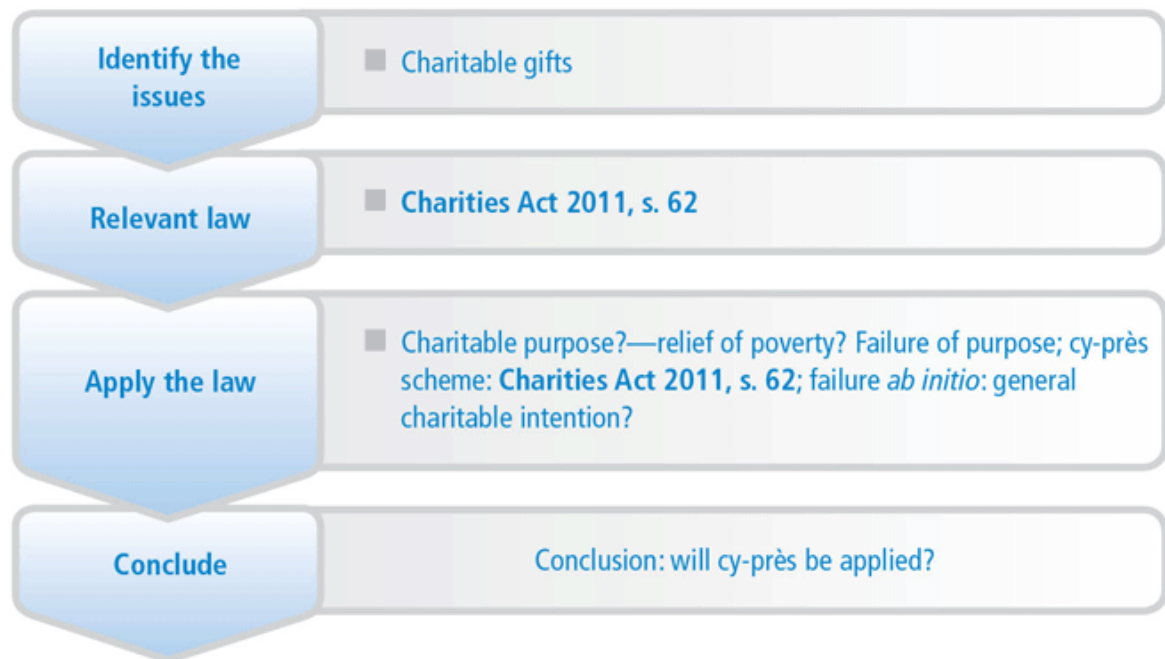 Identify the
issues
■ Charitable gifts
Relevant law
■ Charities Act 2011, s. 62
Apply the law
■ Charitable purpose?—relief of poverty? Failure of purpose; cy-près
scheme: Charities Act 2011, s. 62; failure ab initio: general
charitable intention?
Conclude
Conclusion: will cy-près be applied?